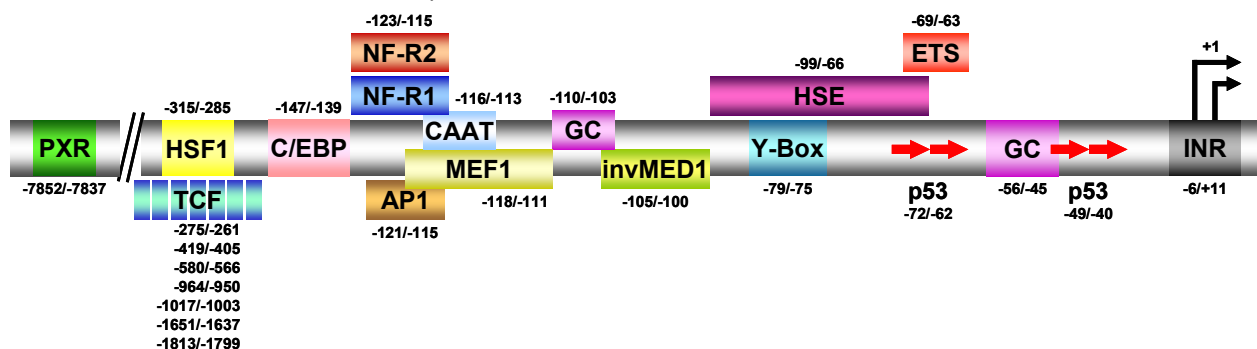 -123/-115
-69/-63
NF-R2
ETS
+1
-99/-66
NF-R1
HSE
-315/-285
-147/-139
-116/-113
-110/-103
PXR
HSF1
C/EBP
CAAT
GC
Y-Box
GC
INR
MEF1
invMED1
-7852/-7837
TCF
AP1
-118/-111
-105/-100
-79/-75
p53
-72/-62
-56/-45
p53
-49/-40
-6/+11
-121/-115
-275/-261
-419/-405
-580/-566
-964/-950
-1017/-1003
-1651/-1637
-1813/-1799